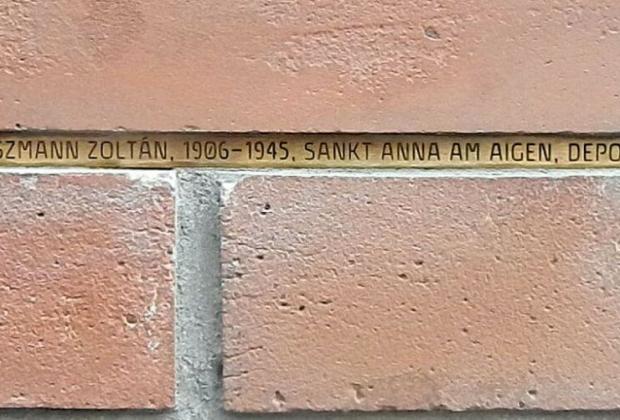 SZMANN ZOLTÁN, 1906–1945, SANKT ANNA AM AIGEN, DEPO